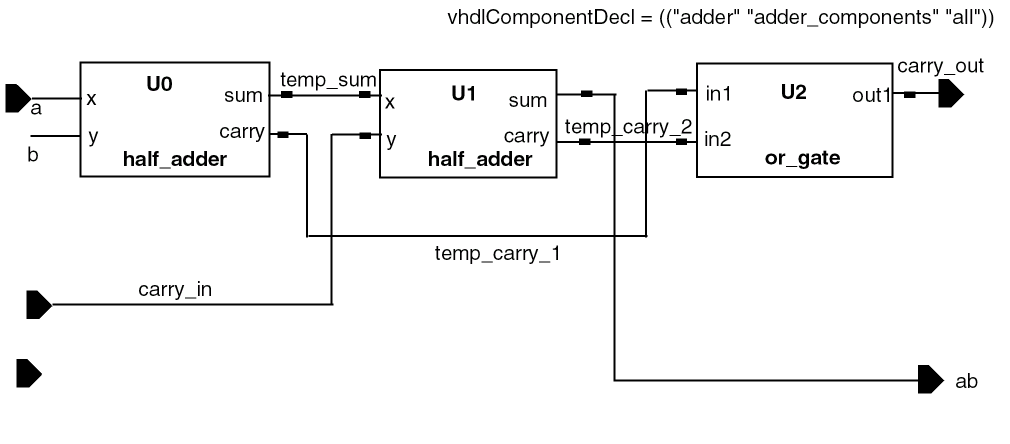 vhdlComponentDecl = (("adder" "adder_components" "all"))
carry_out
a
b
x
y
U0
sum
carry
half_adder
temp_sum
x
y
U1
sum
carry
half_adder
temp_carry_2
in1
in2
U2
out1
or_gate
temp_carry_1
carry_in
ab